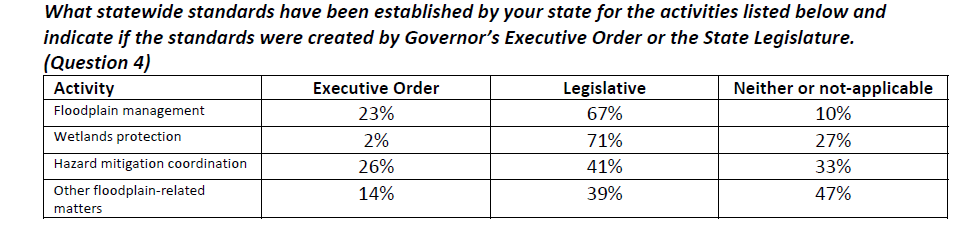 What statewide standards have been established by your state for the activities listed below and
indicate if the standards were created by Governor's Executive Order or the State Legislature.
(Question 4)
Activity Executive Order Legislative Neither or not-applicable
Floodplain management 23% 67% 10%
Wetlands protection 2% 71% 27%
Hazard mitigation coordination 26% 41% 33%
Other floodplain-related
matters 14% 39% 47%